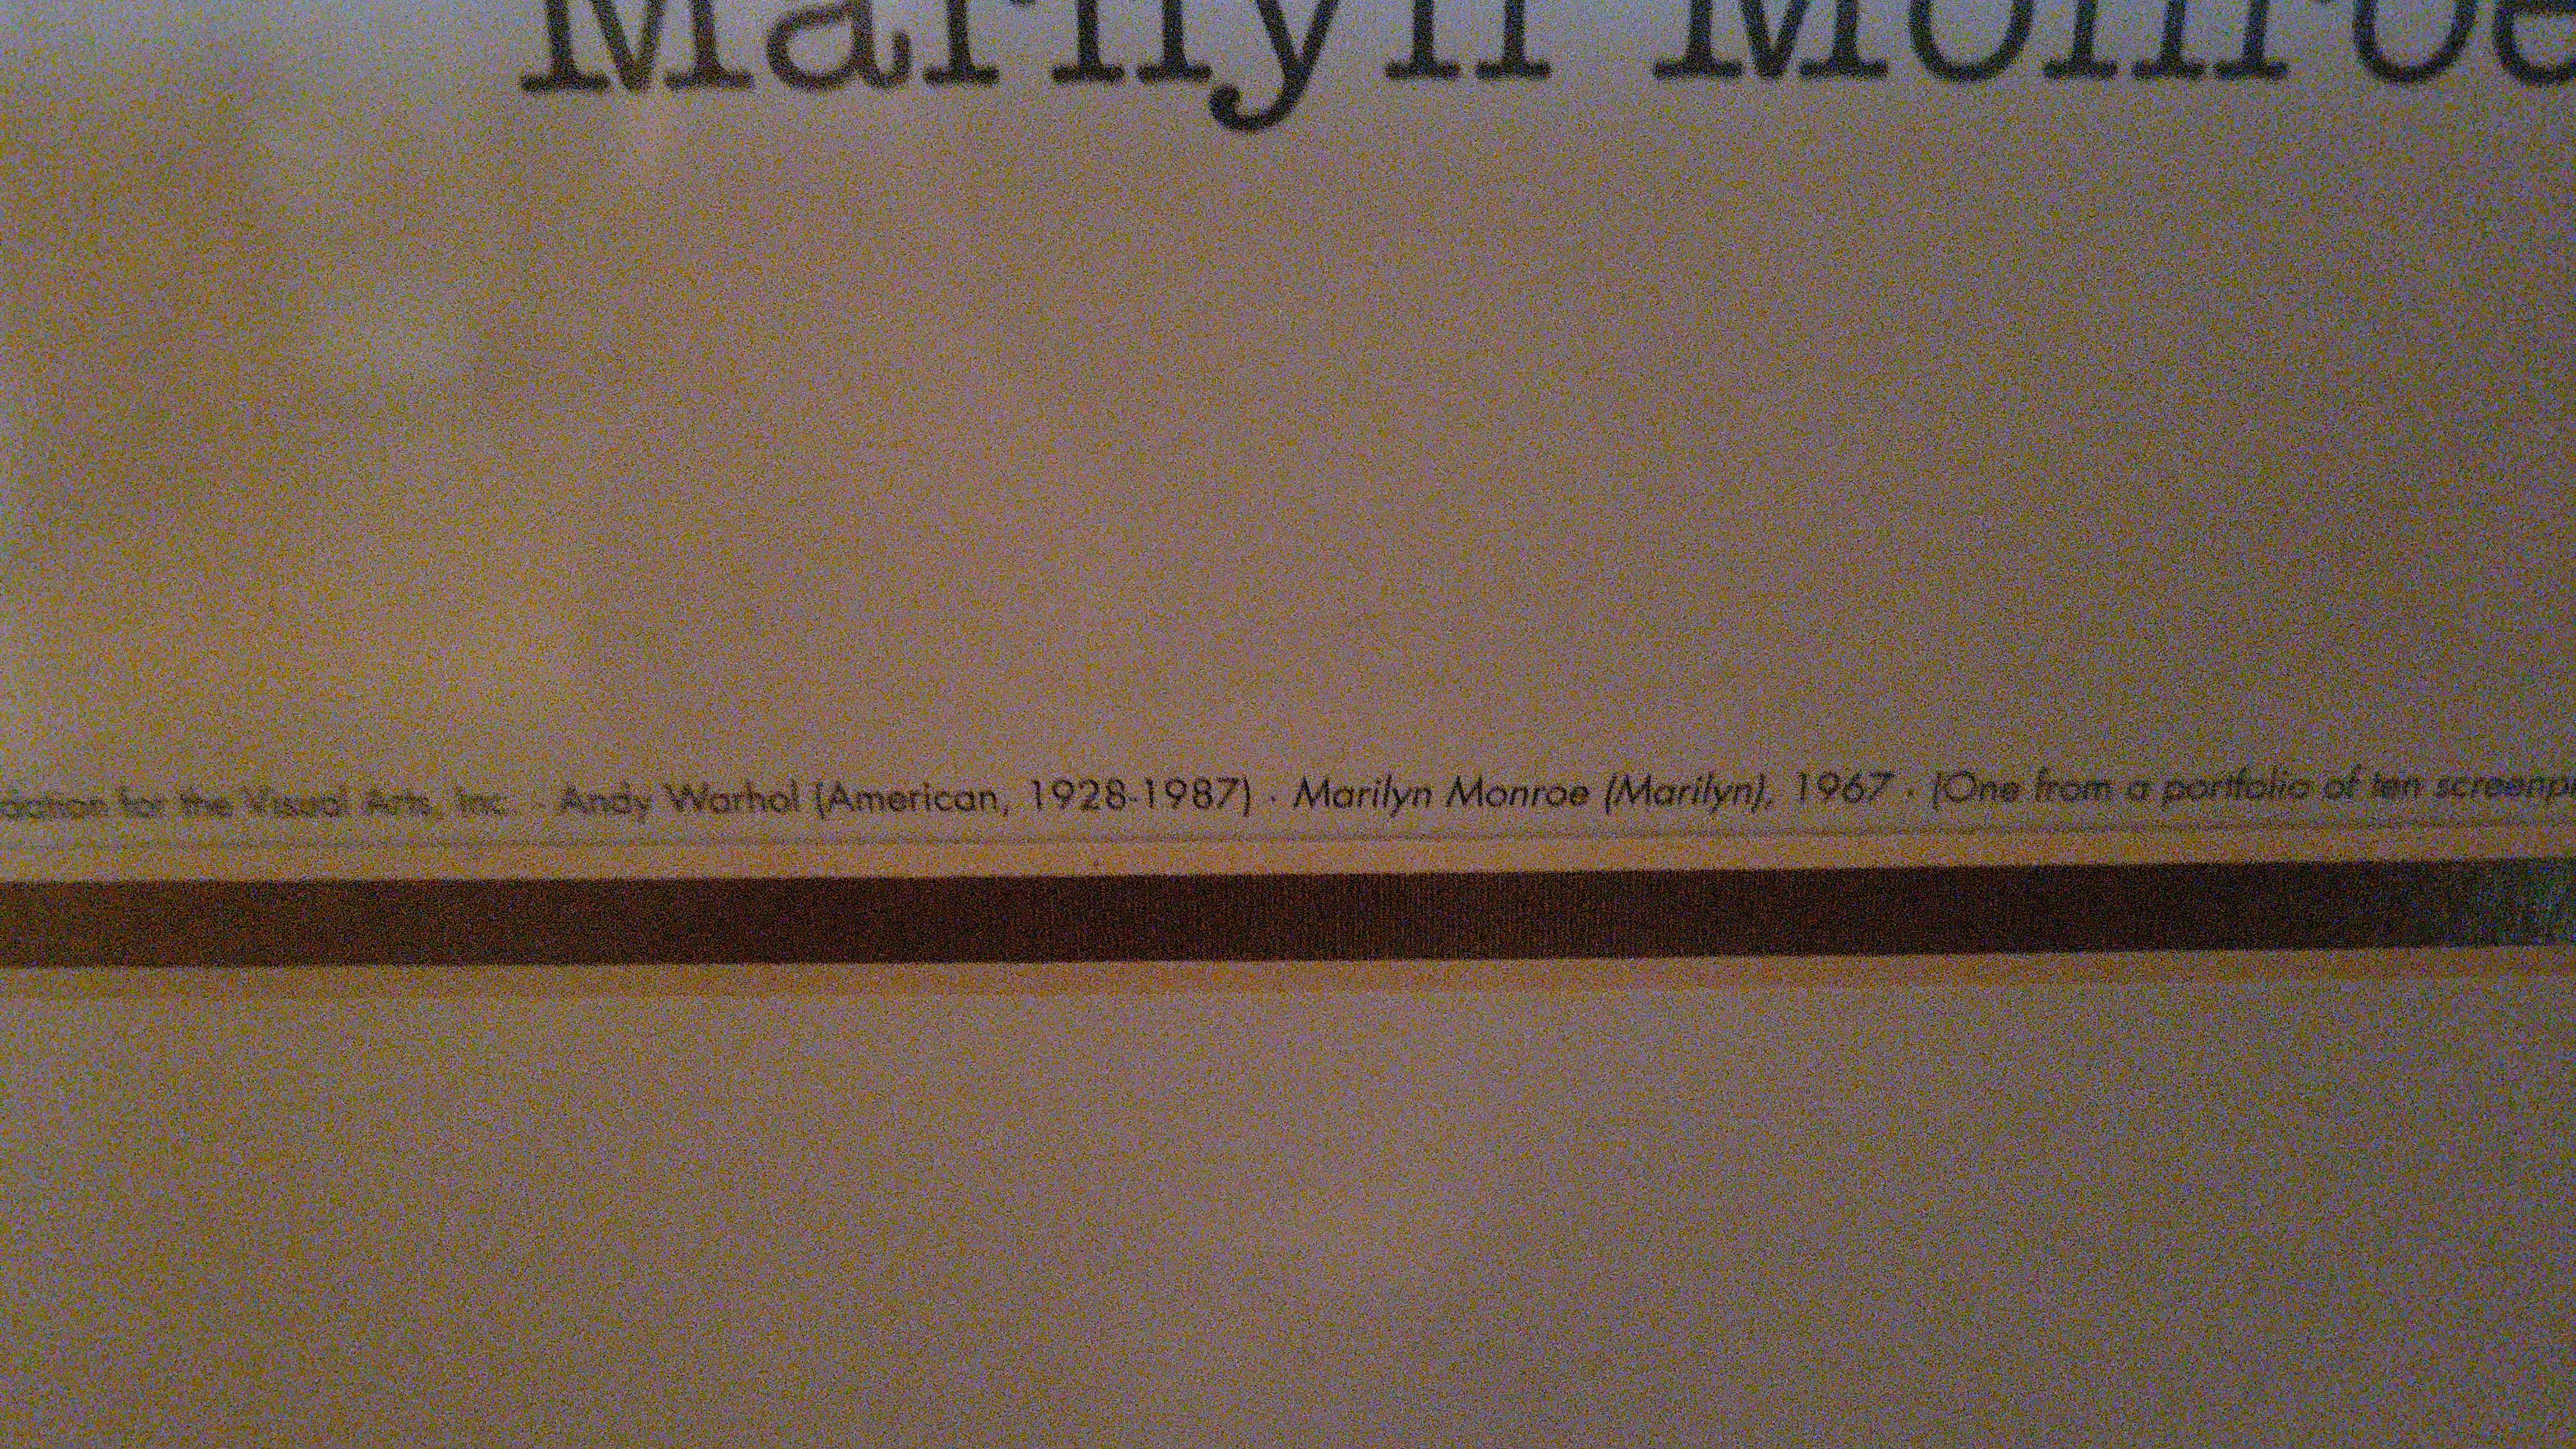 Marilyn Monroe
dation for the Visual Arts, Inc. · Andy Warhol (American, 1928-1987) · Marilyn Monroe (Marilyn), 1967 · (One from a portfolio of ten screenp